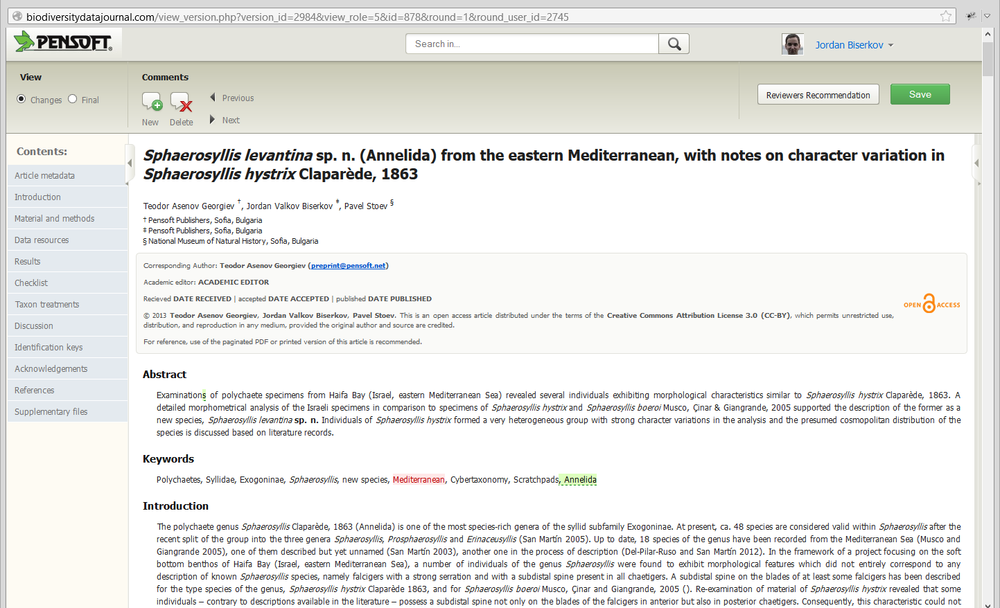 biodiversitydatajournal.com/view_version.php?version_id=2984&view_role=5&id=878&round=1&round_user_id=2745
PENSOFT.
Search in...
Jordan Biserkov
View
Changes Final
Comments
New Delete
Previous
Next
Reviewers Recommendation
Save
Contents:
Article metadata
Introduction
Material and methods
Data resources
Results
Checklist
Taxon treatments
Discussion
Identification keys
Acknowledgements
References
Supplementary files
Sphaerosyllis levantina sp. n. (Annelida) from the eastern Mediterranean, with notes on character variation in
Sphaerosyllis hystrix Claparède, 1863
Teodor Asenov Georgiev †, Jordan Valkov Biserkov ‡, Pavel Stoev §
† Pensoft Publishers, Sofia, Bulgaria
‡ Pensoft Publishers, Sofia, Bulgaria
§ National Museum of Natural History, Sofia, Bulgaria
Corresponding Author: Teodor Asenov Georgiev (preprint@pensoft.net)
Academic editor: ACADEMIC EDITOR
Recieved DATE RECEIVED | accepted DATE ACCEPTED | published DATE PUBLISHED
© 2013 Teodor Asenov Georgiev, Jordan Valkov Biserkov, Pavel Stoev. This is an open access article distributed under the terms of the Creative Commons Attribution License 3.0 (CC-BY), which permits unrestricted use,
distribution, and reproduction in any medium, provided the original author and source are credited.
For reference, use of the paginated PDF or printed version of this article is recommended.
OPEN ACCESS
Abstract
Examinations of polychaete specimens from Haifa Bay (Israel, eastern Mediterranean Sea) revealed several individuals exhibiting morphological characteristics similar to Sphaerosyllis hystrix Claparède, 1863. A
detailed morphometrical analysis of the Israeli specimens in comparison to specimens of Sphaerosyllis hystrix and Sphaerosyllis boeroi Musco, Çinar & Giangrande, 2005 supported the description of the former as a
new species, Sphaerosyllis levantina sp. n. Individuals of Sphaerosyllis hystrix formed a very heterogeneous group with strong character variations in the analysis and the presumed cosmopolitan distribution of the
species is discussed based on literature records.
Keywords
Polychaetes, Syllidae, Exogoninae, Sphaerosyllis, new species, Mediterranean, Cybertaxonomy, Scratchpads, Annelida
Introduction
The polychaete genus Sphaerosyllis Claparède, 1863 (Annelida) is one of the most species-rich genera of the syllid subfamily Exogoninae. At present, ca. 48 species are considered valid within Sphaerosyllis after the
recent split of the group into the three genera Sphaerosyllis, Prosphaerosyllis and Erinaceusyllis (San Martín 2005). Up to date, 18 species of the genus have been recorded from the Mediterranean Sea (Musco and
Giangrande 2005), one of them described but yet unnamed (San Martín 2003), another one in the process of description (Del-Pilar-Ruso and San Martín 2012). In the framework of a project focusing on the soft
bottom benthos of Haifa Bay (Israel, eastern Mediterranean Sea), a number of individuals of the genus Sphaerosyllis were found to exhibit morphological features which did not entirely correspond to any
description of known Sphaerosyllis species, namely falcigers with a strong serration and with a subdistal spine present in all chaetigers. A subdistal spine on the blades of at least some falcigers has been described
for the type species of the genus, Sphaerosyllis hystrix Claparède 1863, and for Sphaerosyllis boeroi Musco, Çinar and Giangrande, 2005 (). Re-examination of material of Sphaerosyllis hystrix revealed that some
individuals – contrary to descriptions available in the literature – possess a subdistal spine not only on the blades of the falcigers in anterior but also in posterior chaetigers. Consequently, this characteristic could not